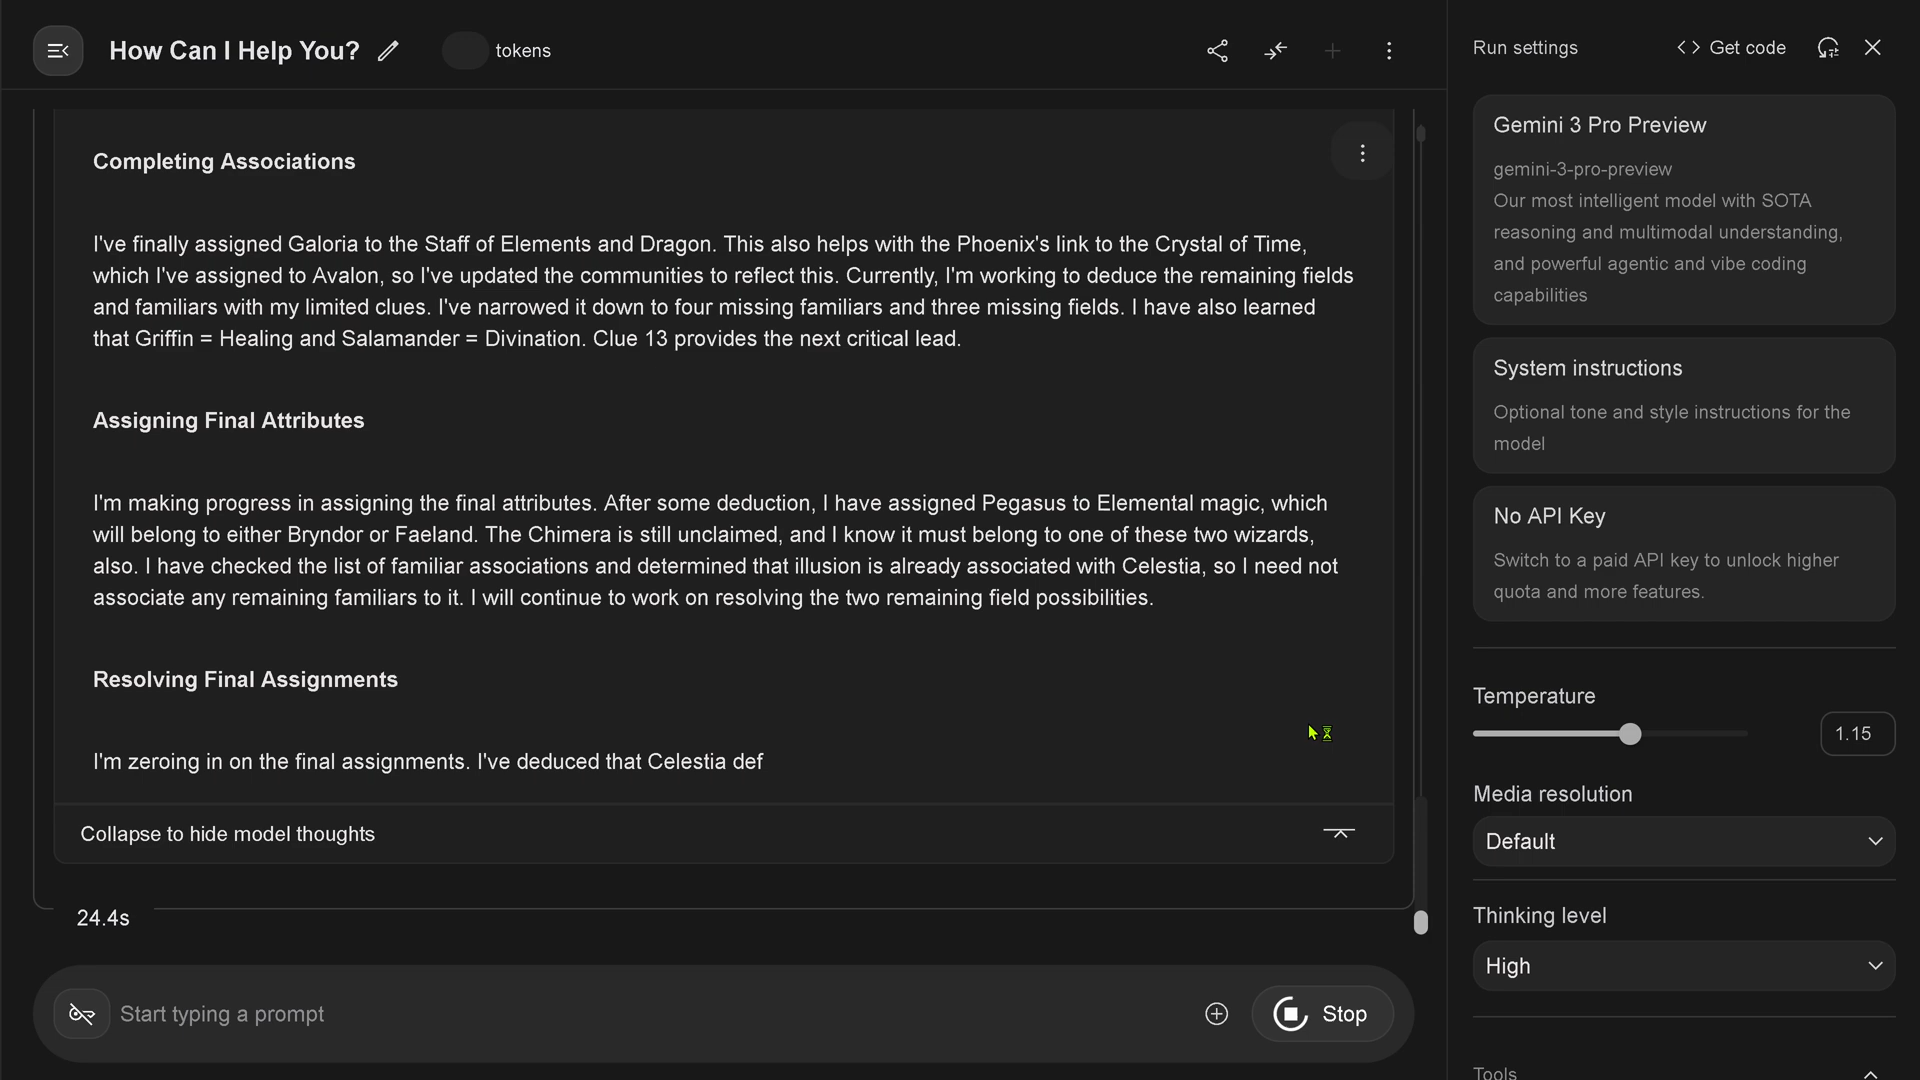 How Can I Help You?
tokens
Completing Associations
I've finally assigned Galoria to the Staff of Elements and Dragon. This also helps with the Phoenix's link to the Crystal of Time,
which I've assigned to Avalon, so I've updated the communities to reflect this. Currently, I'm working to deduce the remaining fields
and familiars with my limited clues. I've narrowed it down to four missing familiars and three missing fields. I have also learned
that Griffin = Healing and Salamander = Divination. Clue 13 provides the next critical lead.
Assigning Final Attributes
I'm making progress in assigning the final attributes. After some deduction, I have assigned Pegasus to Elemental magic, which
will belong to either Bryndor or Faeland. The Chimera is still unclaimed, and I know it must belong to one of these two wizards,
also. I have checked the list of familiar associations and determined that illusion is already associated with Celestia, so I need not
associate any remaining familiars to it. I will continue to work on resolving the two remaining field possibilities.
Resolving Final Assignments
I'm zeroing in on the final assignments. I've deduced that Celestia def
Collapse to hide model thoughts
24.4s
Start typing a prompt
Stop
Run settings
Get code
Gemini 3 Pro Preview
gemini-3-pro-preview
Our most intelligent model with SOTA
reasoning and multimodal understanding,
and powerful agentic and vibe coding
capabilities
System instructions
Optional tone and style instructions for the
model
No API Key
Switch to a paid API key to unlock higher
quota and more features.
Temperature
1.15
Media resolution
Default
Thinking level
High
Tools